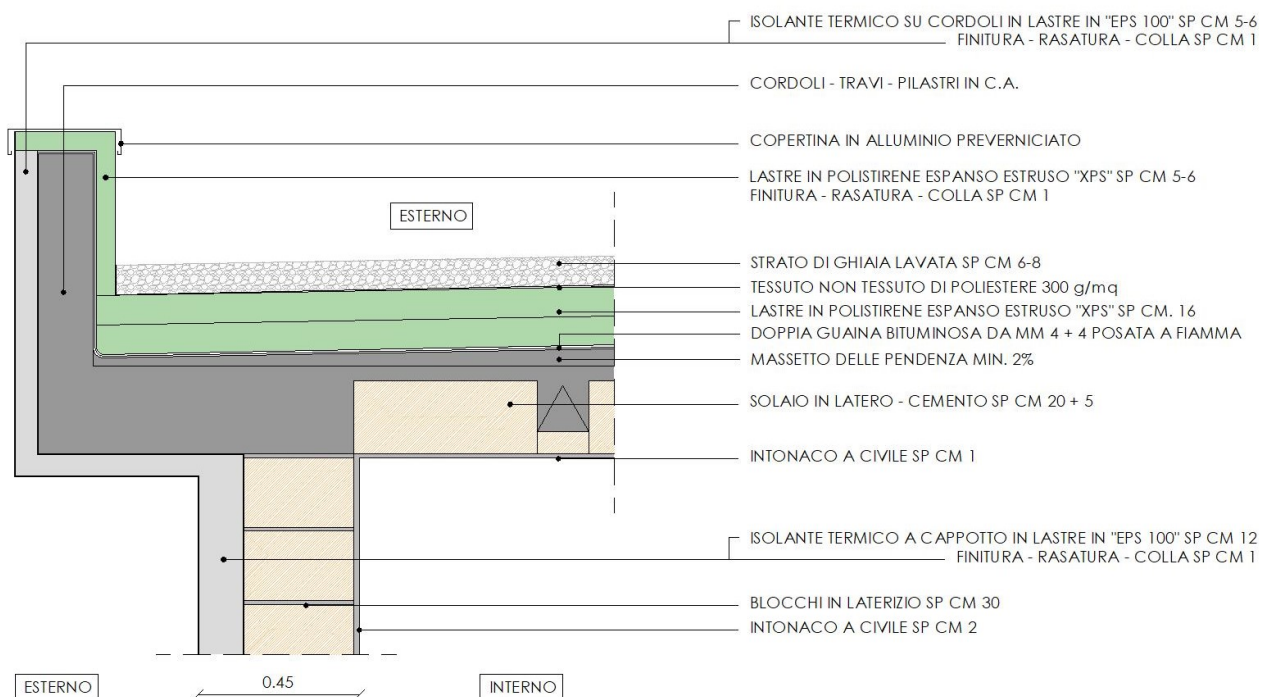 ISOLANTE TERMICO SU CORDOLI IN LASTRE IN "EPS 100" SP CM 5-6
FINITURA - RASATURA - COLLA SP CM 1
CORDOLI - TRAVI - PILASTRI IN C.A.
COPERTINA IN ALLUMINIO PREVERNICIATO
LASTRE IN POLISTIRENE ESPANSO ESTRUSO "XPS" SP CM 5-6
FINITURA - RASATURA - COLLA SP CM 1
ESTERNO
STRATO DI GHIAIA LAVATA SP CM 6-8
TESSUTO NON TESSUTO DI POLIESTERE 300 g/mq
LASTRE IN POLISTIRENE ESPANSO ESTRUSO "XPS" SP CM. 16
DOPPIA GUAINA BITUMINOSA DA MM 4 + 4 POSATA A FIAMMA
MASSETTO DELLE PENDENZA MIN. 2%
SOLAIO IN LATERO - CEMENTO SP CM 20 + 5
INTONACO A CIVILE SP CM 1
ISOLANTE TERMICO A CAPPOTTO IN LASTRE IN "EPS 100" SP CM 12
FINITURA - RASATURA - COLLA SP CM 1
BLOCCHI IN LATERIZIO SP CM 30
INTONACO A CIVILE SP CM 2
ESTERNO
0.45
INTERNO